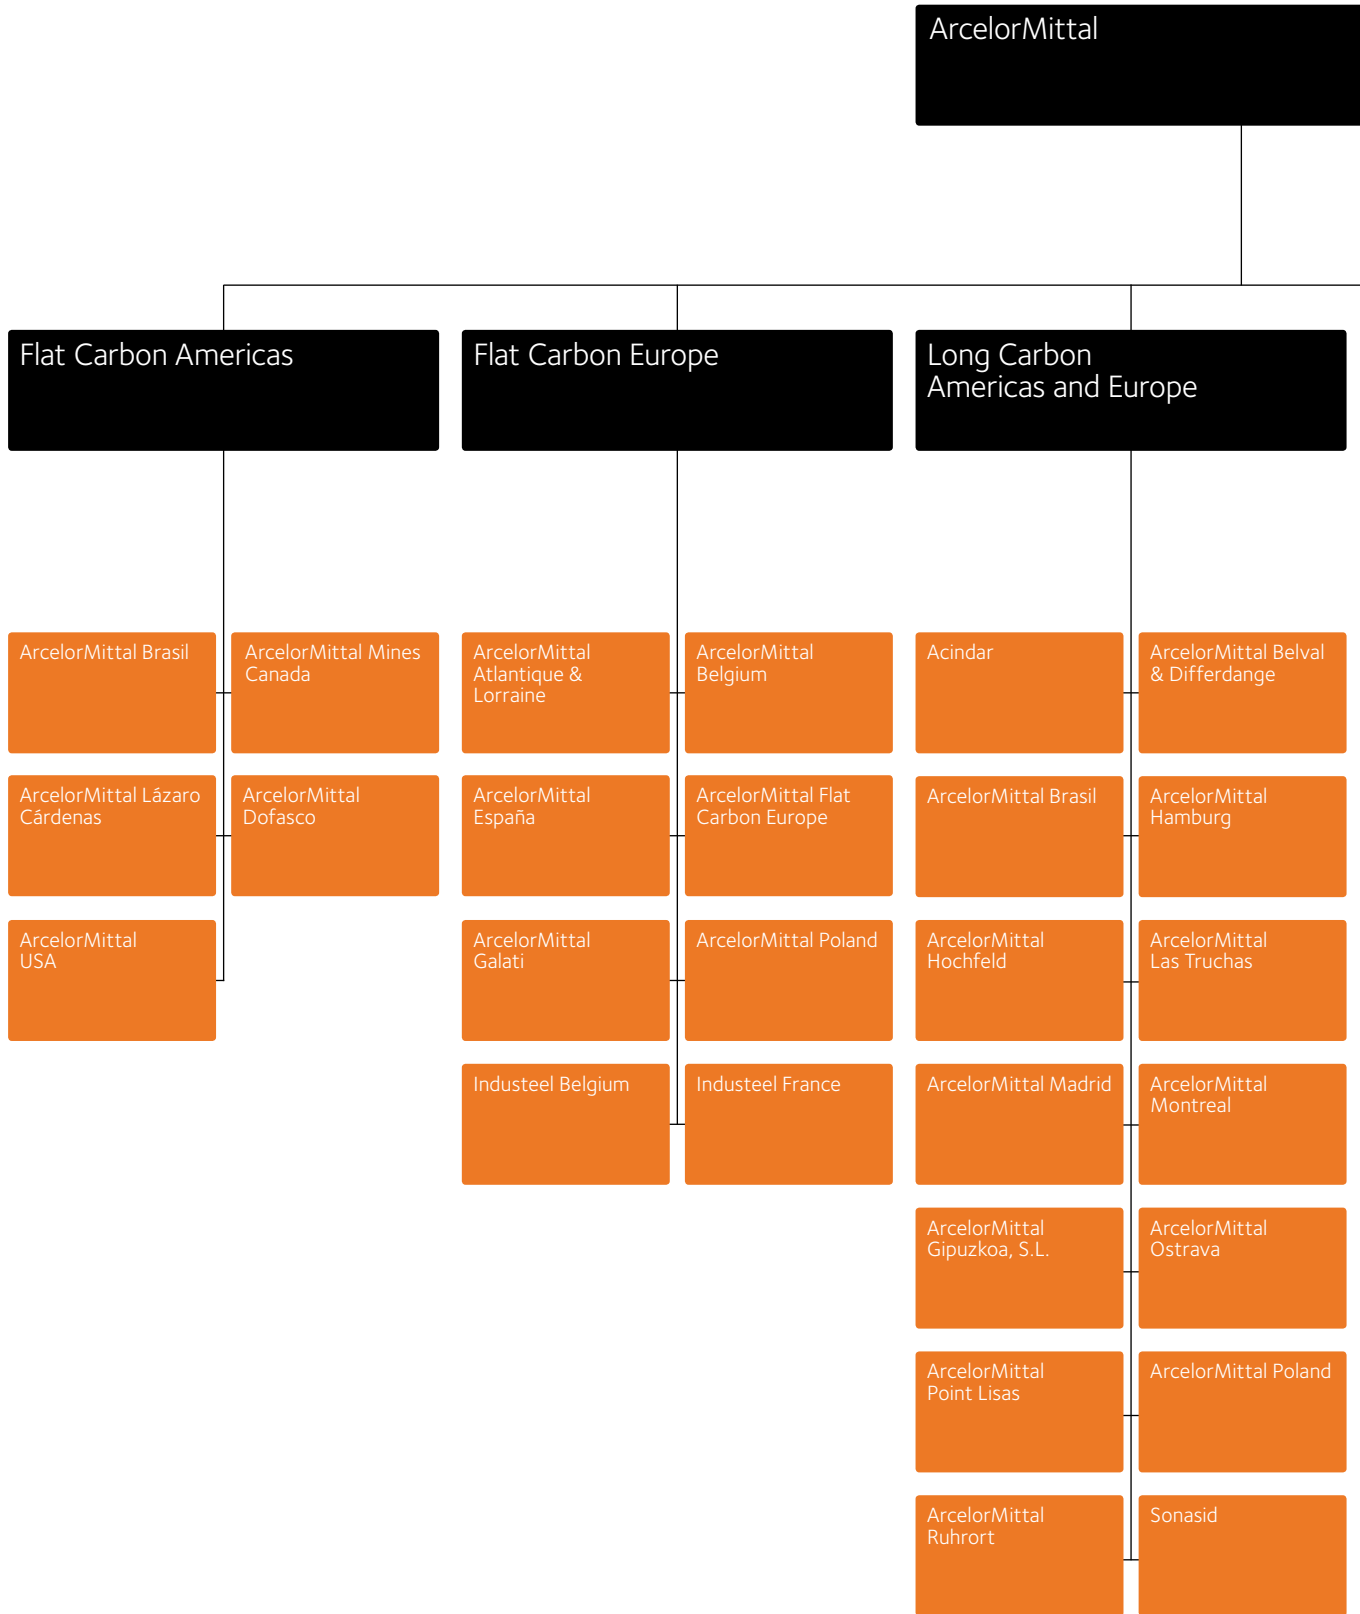 ArcelorMittal
Flat Carbon Americas
Flat Carbon Europe
Long Carbon
Americas and Europe
ArcelorMittal Brasil
ArcelorMittal Mines
Canada
ArcelorMittal Lázaro
Cárdenas
ArcelorMittal
Dofasco
ArcelorMittal
USA
ArcelorMittal
Atlantique &
Lorraine
ArcelorMittal
Belgium
ArcelorMittal
España
ArcelorMittal Flat
Carbon Europe
ArcelorMittal
Galati
ArcelorMittal Poland
Industeel Belgium
Industeel France
Acindar
ArcelorMittal Belval
& Differdange
ArcelorMittal Brasil
ArcelorMittal
Hamburg
ArcelorMittal
Hochfeld
ArcelorMittal
Las Truchas
ArcelorMittal Madrid
ArcelorMittal
Montreal
ArcelorMittal
Gipuzkoa, S.L.
ArcelorMittal
Ostrava
ArcelorMittal
Point Lisas
ArcelorMittal Poland
ArcelorMittal
Ruhrort
Sonasid